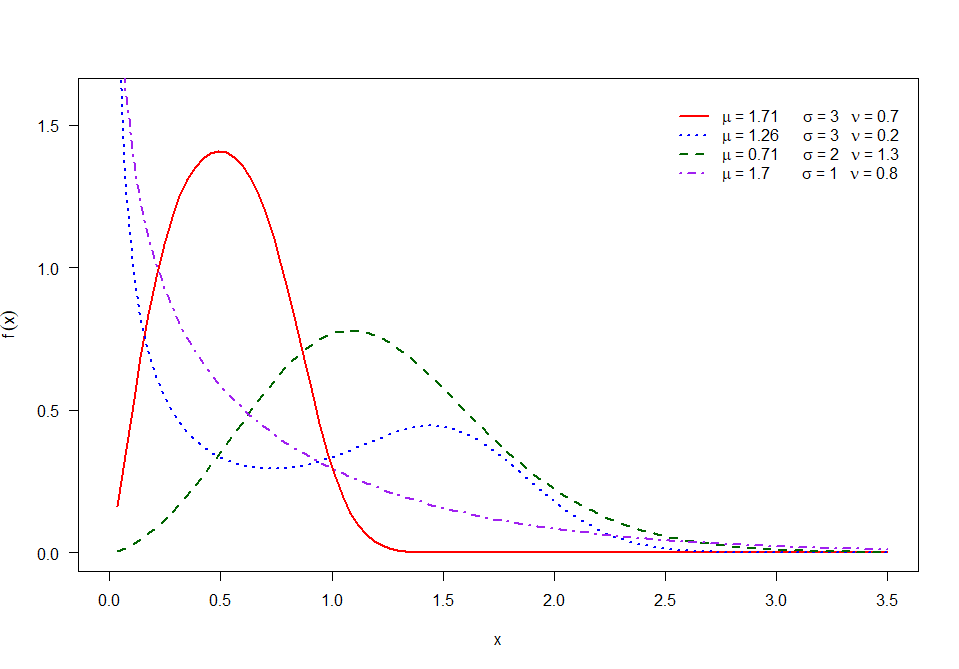 μ = 1.71 σ = 3 ν = 0.7
μ = 1.26 σ = 3 ν = 0.2
μ = 0.71 σ = 2 ν = 1.3
μ = 1.7 σ = 1 ν = 0.8
1.5
1.0
0.5
0.0
f(x)
0.0 0.5 1.0 1.5 2.0 2.5 3.0 3.5
x